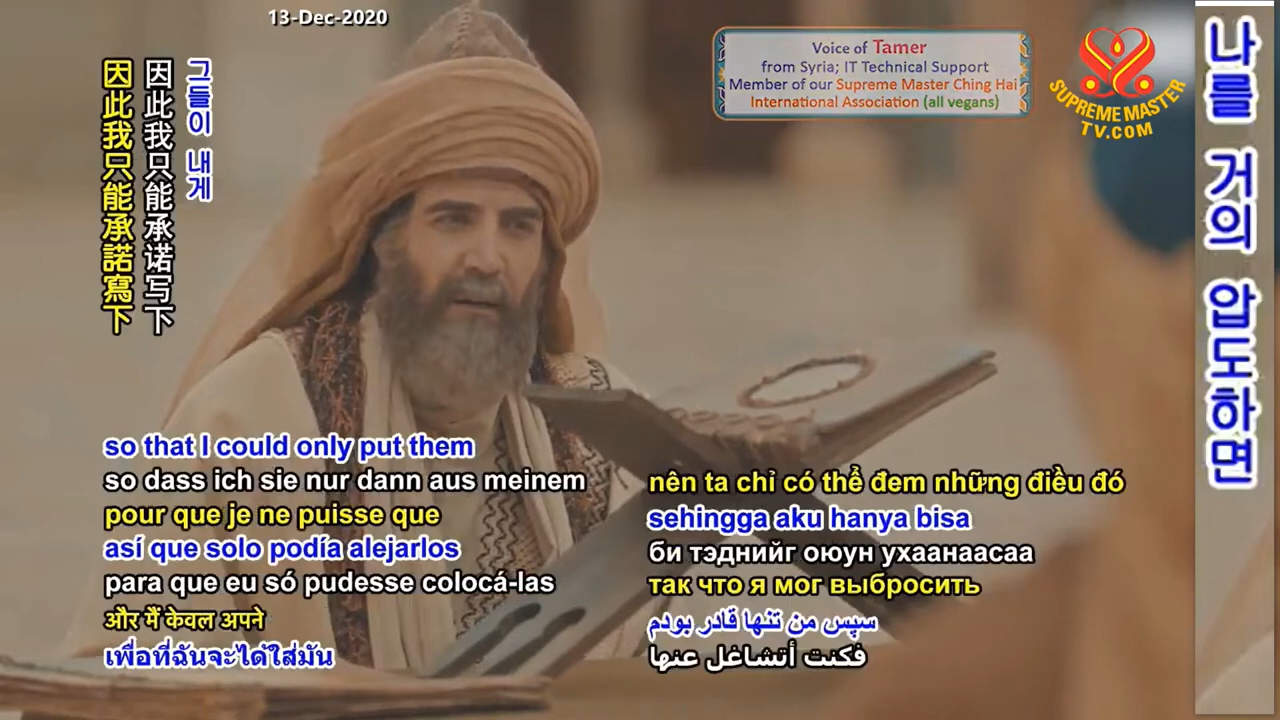 13-Dec-2020
Voice of Tamer
from Syria; IT Technical Support
Member of our Supreme Master Ching Hai
International Association (all vegans)
SUPREME MASTER
TV.COM
나를 거의 압도하면
그들이 내게
因此我只能承诺写下
因此我只能承諾寫下
so that I could only put them
so dass ich sie nur dann aus meinem
pour que je ne puisse que
así que solo podía alejarlos
para que eu só pudesse colocá-las
और मैं केवल अपने
เพื่อที่ฉันจะได้ใส่มัน
nên ta chỉ có thể đem những điều đó
sehingga aku hanya bisa
би тэднийг оюун ухаанаасаа
так что я мог выбросить
سپس من تنها قادر بودم
فكنت أتشاغل عنها